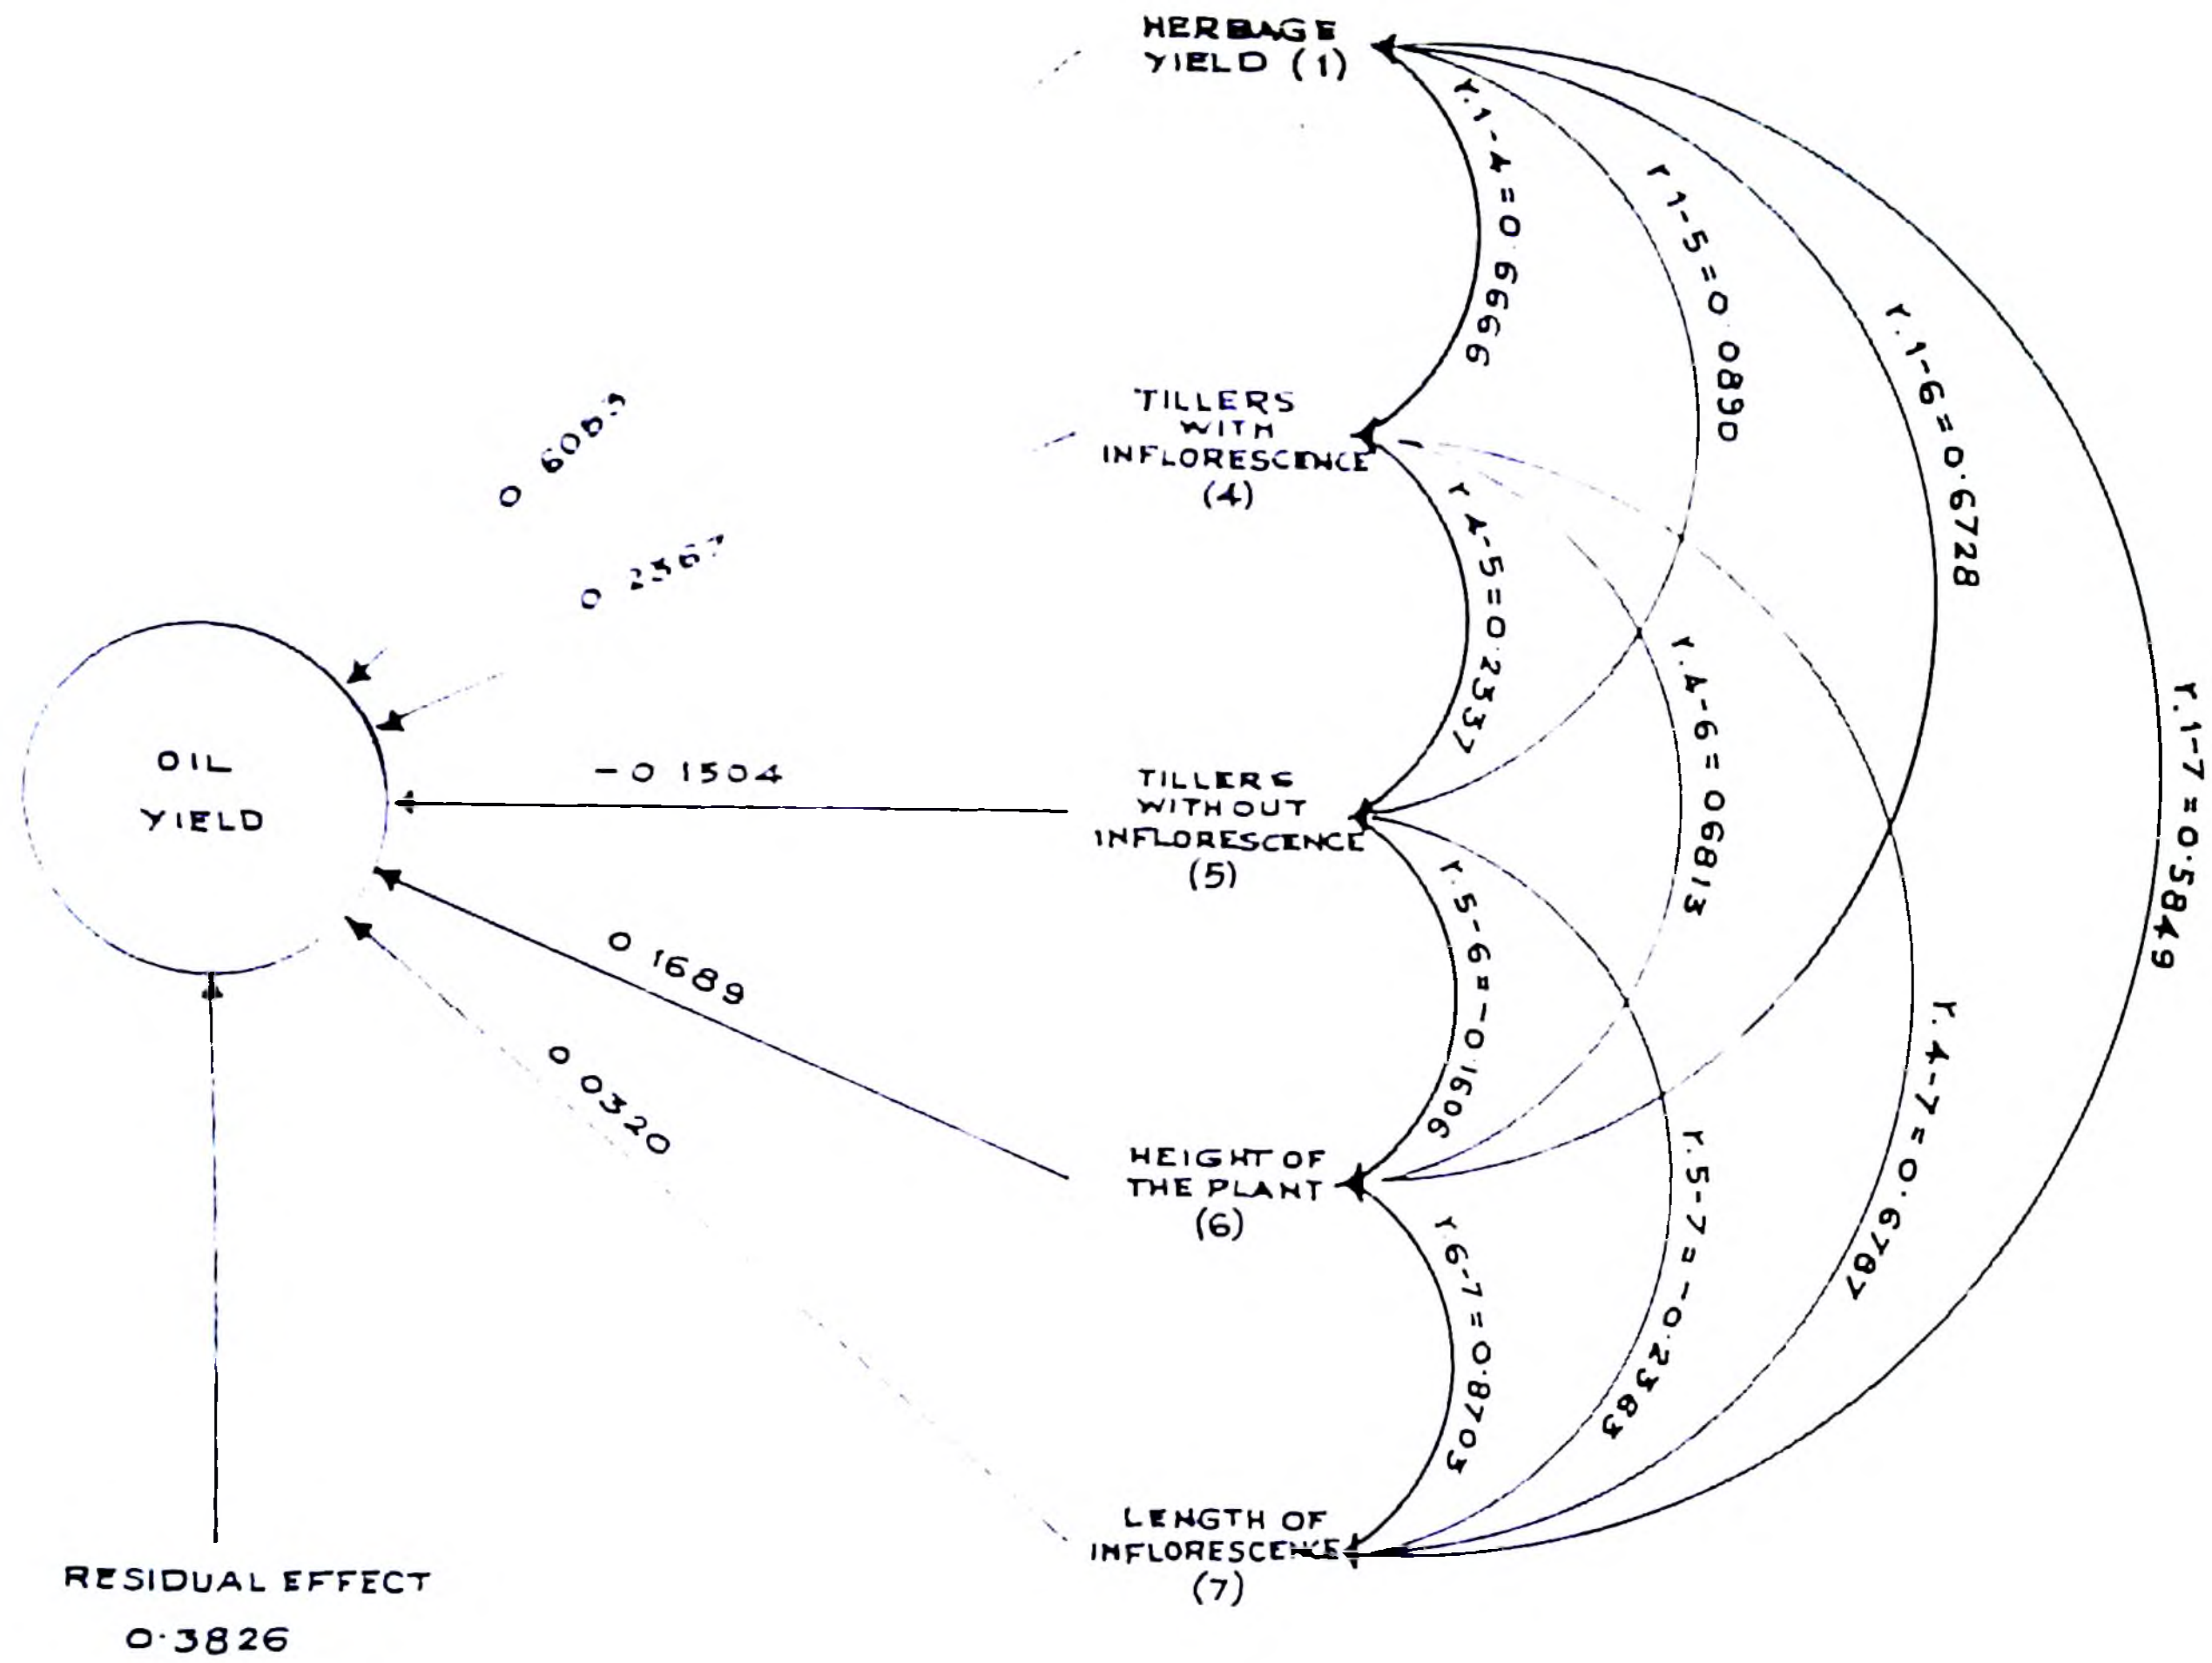 HERBAGE
YIELD (1)
r.1-4=0.6666
r 1-5=0.0890
r.1-6=0.6728
r.1-7=0.5849
TILLERS
WITH
INFLORESCENCE
(4)
r 4-5=0.2337
r.4-6=06813
r.4-7=0.6787
0 2367
OIL
YIELD
-0 1504
TILLERS
WITHOUT
INFLORESCENCE
(5)
r.5-6=-0.1606
r.5-7=-0.2383
0 1689
0 0320
HEIGHT OF
THE PLANT
(6)
r.6-7=0.8703
LENGTH OF
INFLORESCENCE
(7)
RESIDUAL EFFECT
0.3826